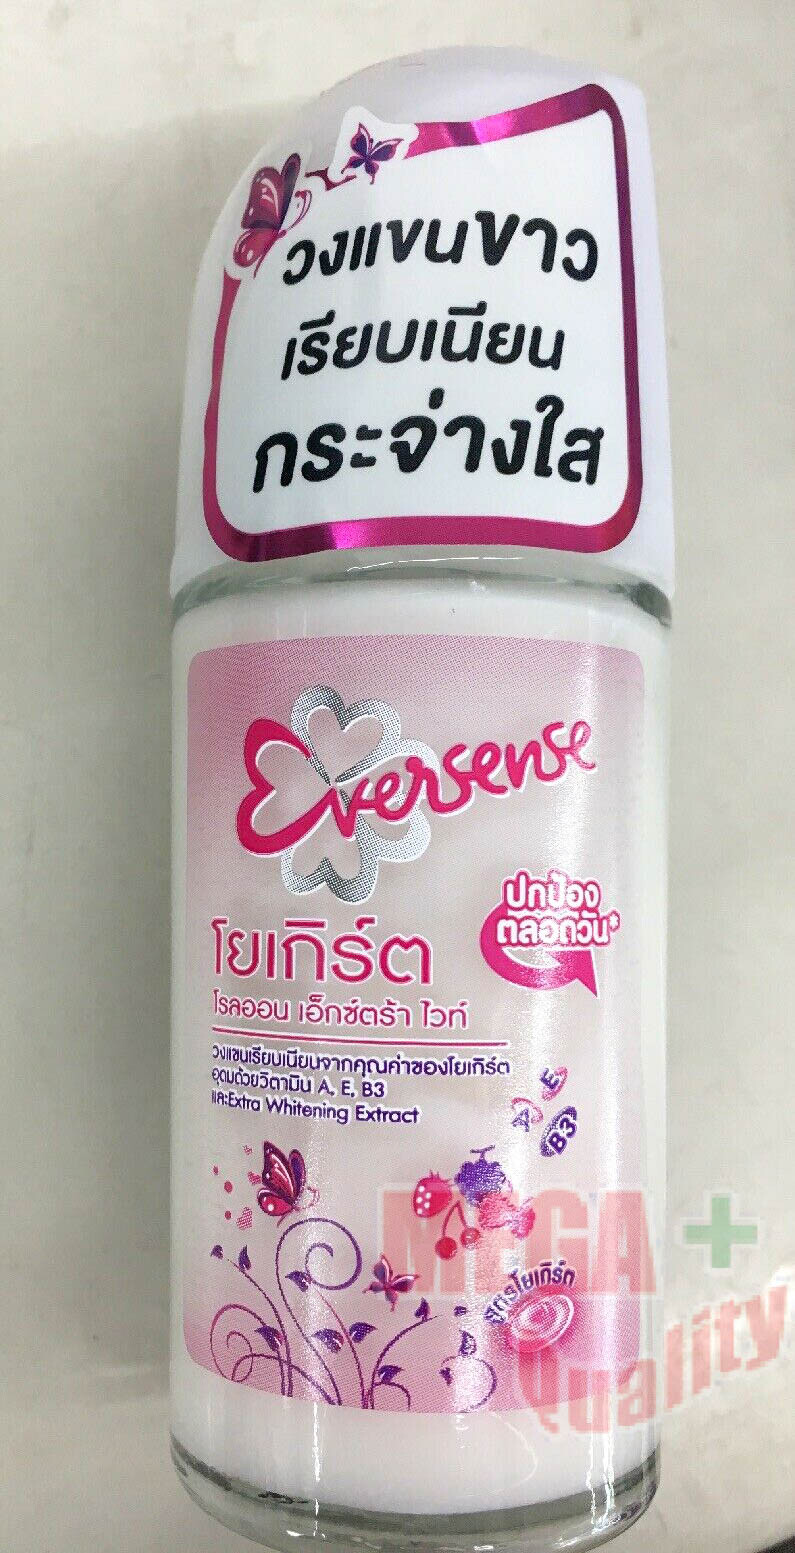 วงแขนขาว
เรียบเนียน
กระจ่างใส
Eversense
ปกป้อง
ตลอดวัน*
โยเกิร์ต
โรลออน เอ็กซ์ตร้า ไวท์
วงแขนเรียบเนียนจากคุณค่าของโยเกิร์ต
อุดมด้วยวิตามิน A, E, B3
และExtra Whitening Extract
A E B3
สูตรโยเกิร์ต
MEGA +
Quality